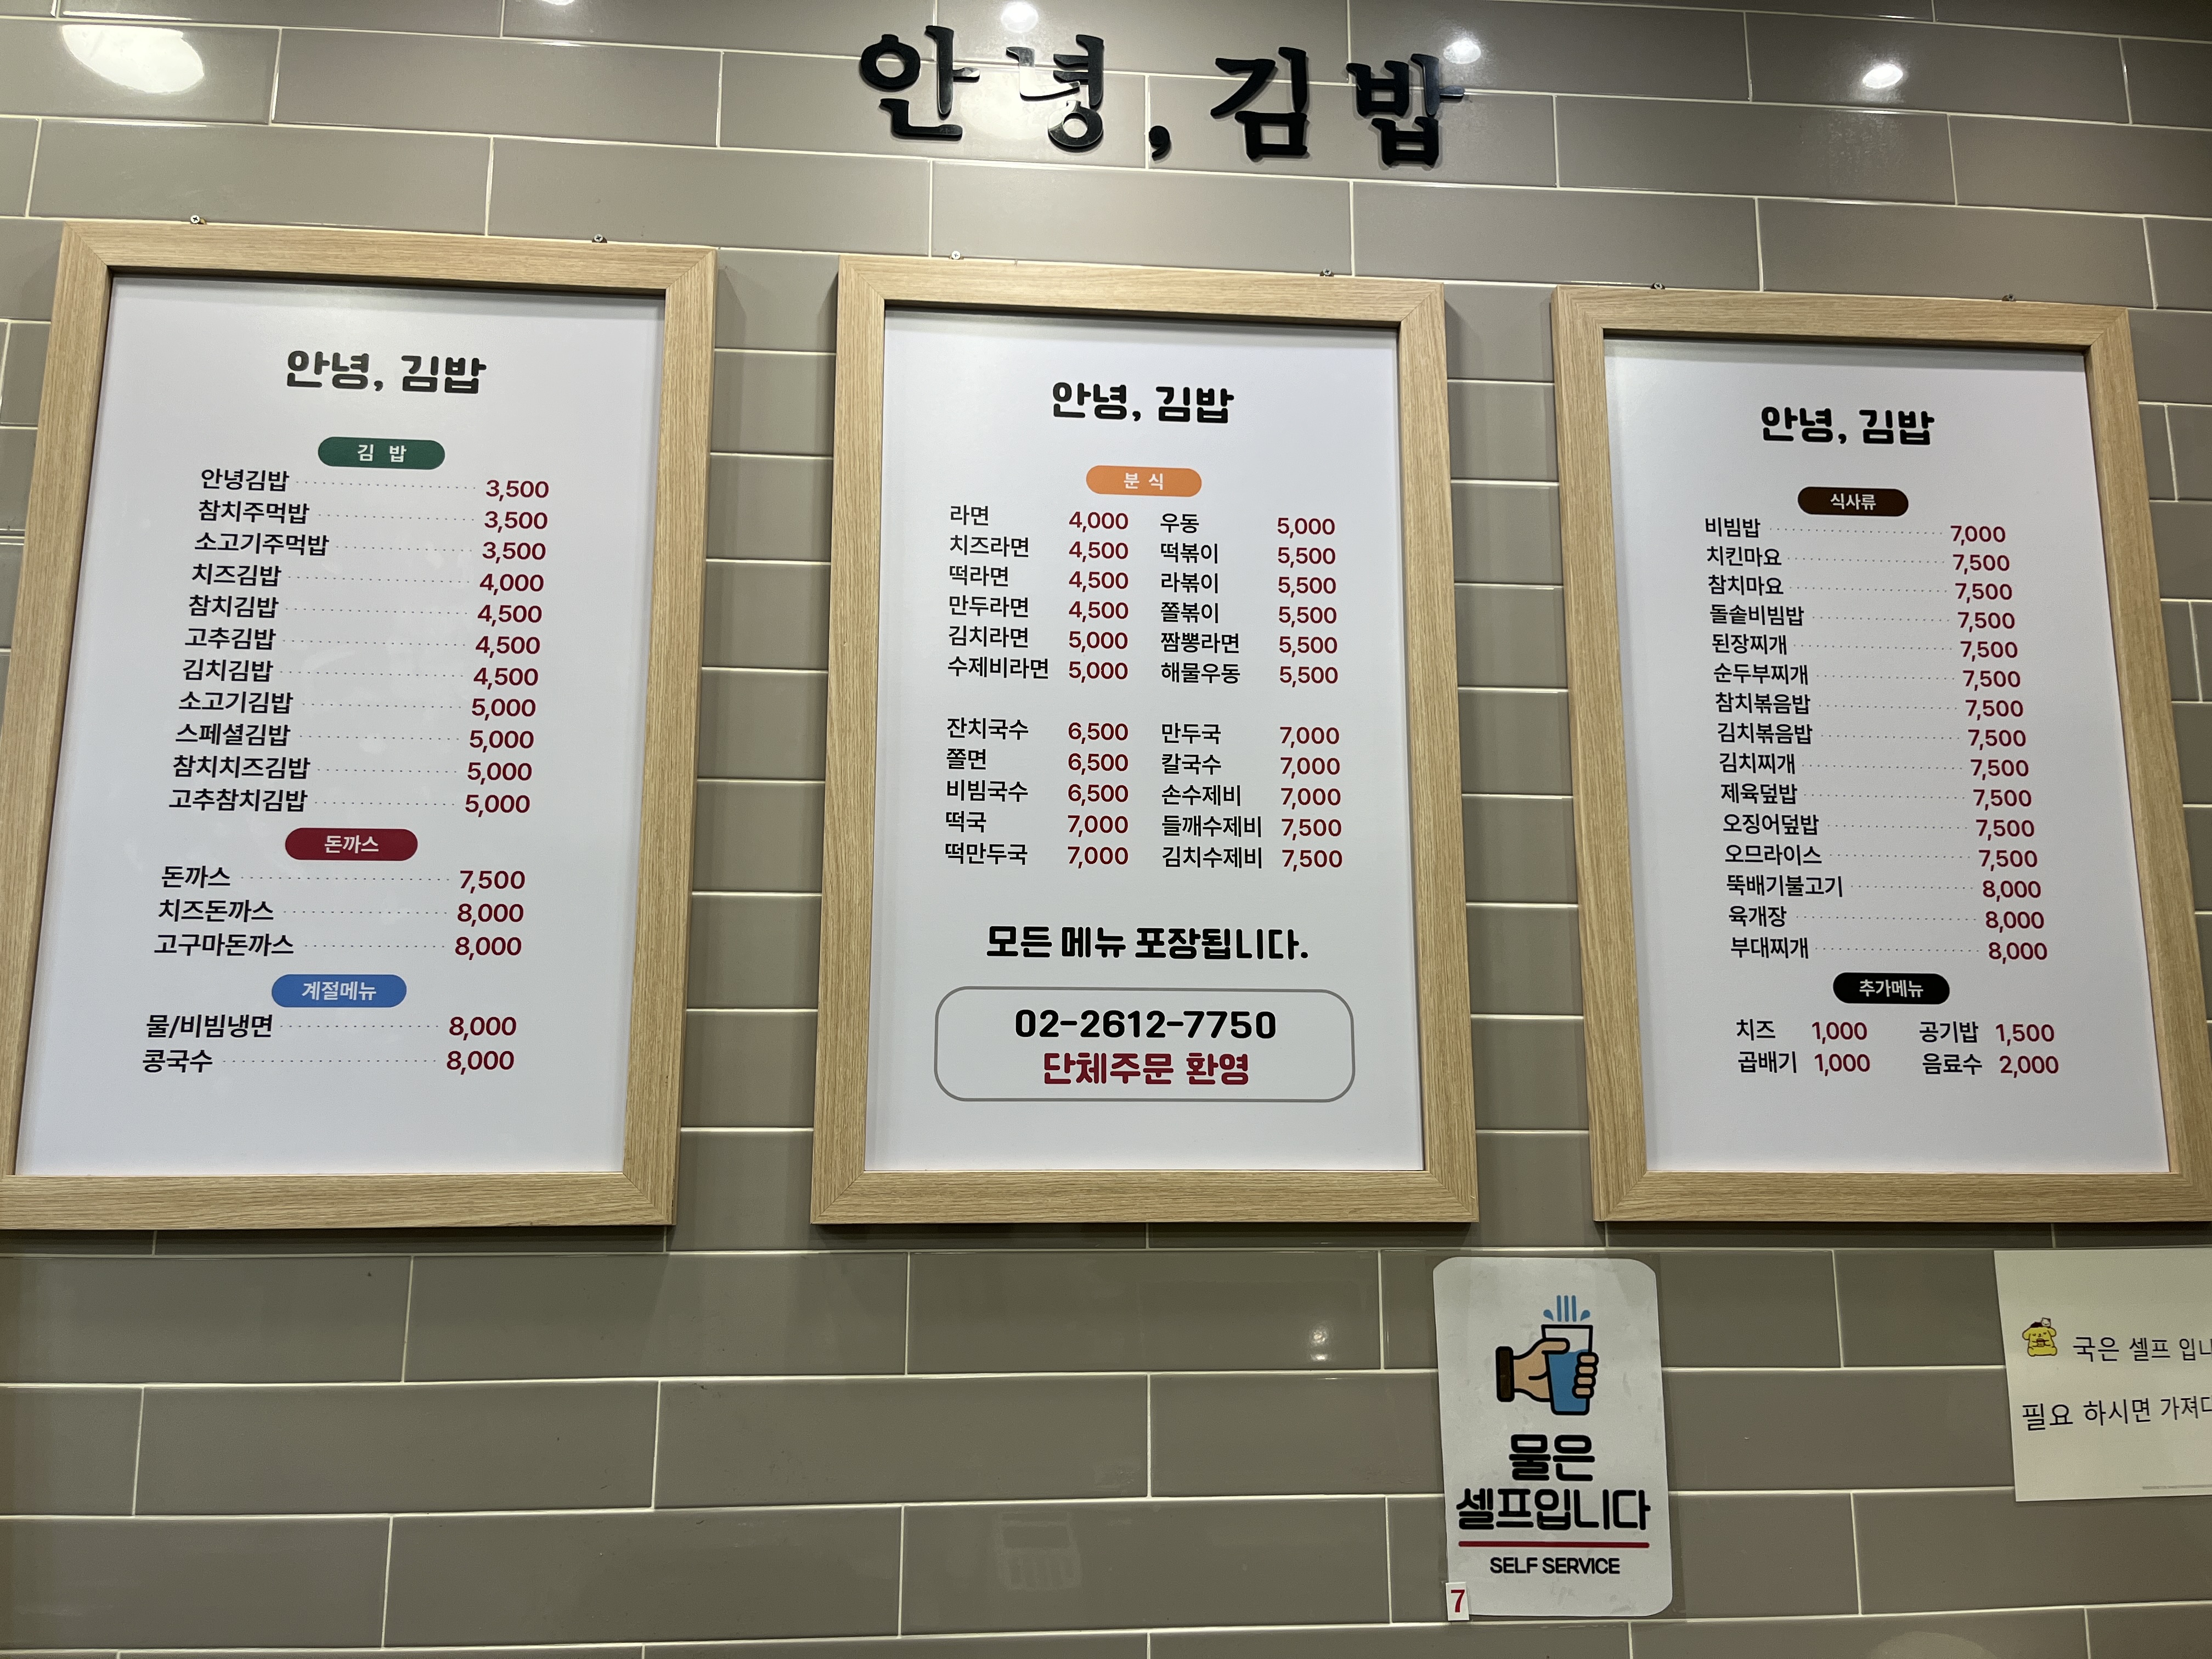 안녕, 김밥
안녕, 김밥
김 밥
안녕김밥 3,500
참치주먹밥 3,500
소고기주먹밥 3,500
치즈김밥 4,000
참치김밥 4,500
고추김밥 4,500
김치김밥 4,500
소고기김밥 5,000
스페셜김밥 5,000
참치치즈김밥 5,000
고추참치김밥 5,000
돈까스
돈까스 7,500
치즈돈까스 8,000
고구마돈까스 8,000
계절메뉴
물/비빔냉면 8,000
콩국수 8,000
안녕, 김밥
분 식
라면 4,000 우동 5,000
치즈라면 4,500 떡볶이 5,500
떡라면 4,500 라볶이 5,500
만두라면 4,500 쫄볶이 5,500
김치라면 5,000 짬뽕라면 5,500
수제비라면 5,000 해물우동 5,500
잔치국수 6,500 만두국 7,000
쫄면 6,500 칼국수 7,000
비빔국수 6,500 손수제비 7,000
떡국 7,000 들깨수제비 7,500
떡만두국 7,000 김치수제비 7,500
모든 메뉴 포장됩니다.
02-2612-7750
단체주문 환영
안녕, 김밥
식사류
비빔밥 7,000
치킨마요 7,500
참치마요 7,500
돌솥비빔밥 7,500
된장찌개 7,500
순두부찌개 7,500
참치볶음밥 7,500
김치볶음밥 7,500
김치찌개 7,500
제육덮밥 7,500
오징어덮밥 7,500
오므라이스 7,500
뚝배기불고기 8,000
육개장 8,000
부대찌개 8,000
추가메뉴
치즈 1,000 공기밥 1,500
곱배기 1,000 음료수 2,000
물은
셀프입니다
SELF SERVICE
7
국은 셀프
필요 하시면